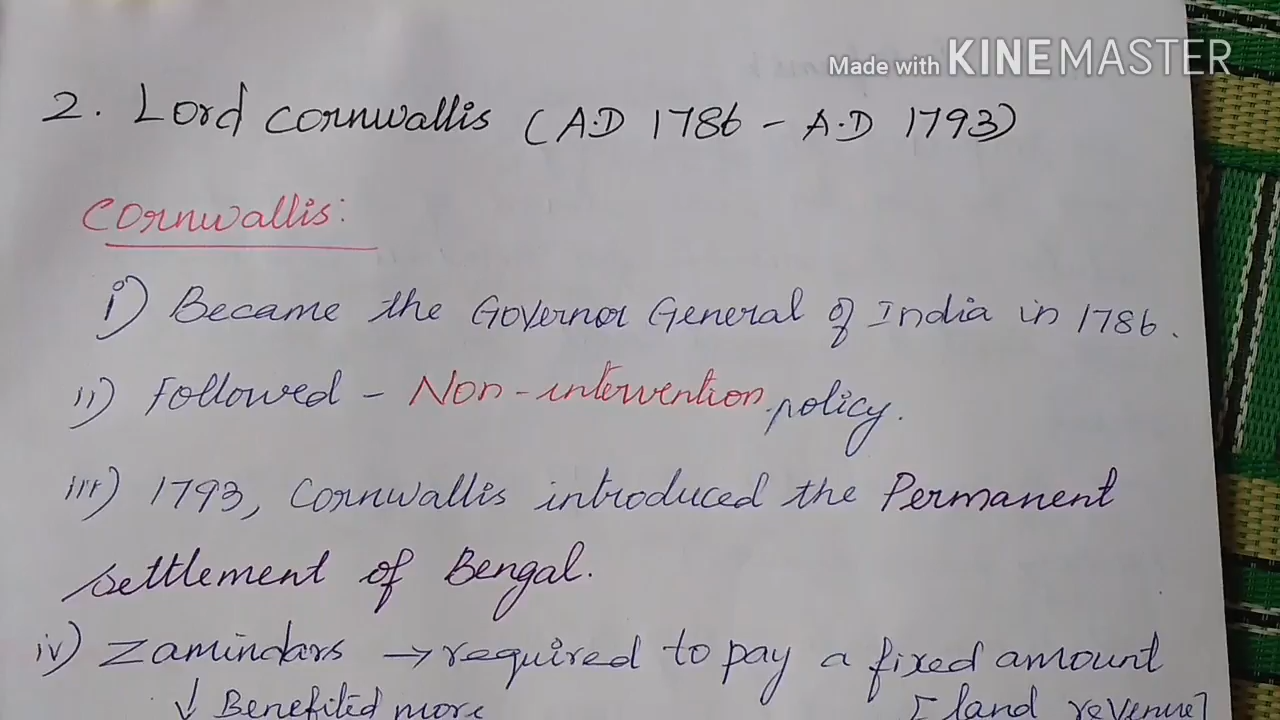 Made with KINEMASTER
2. Lord Cornwallis (A.D 1786 - A.D 1793)
Cornwallis:
i) Became the Governor General of India in 1786.
ii) Followed - Non-intervention policy.
iii) 1793, Cornwallis introduced the Permanent
settlement of Bengal.
iv) Zamindars → required to pay a fixed amount
↓ Benefited more [land revenue]